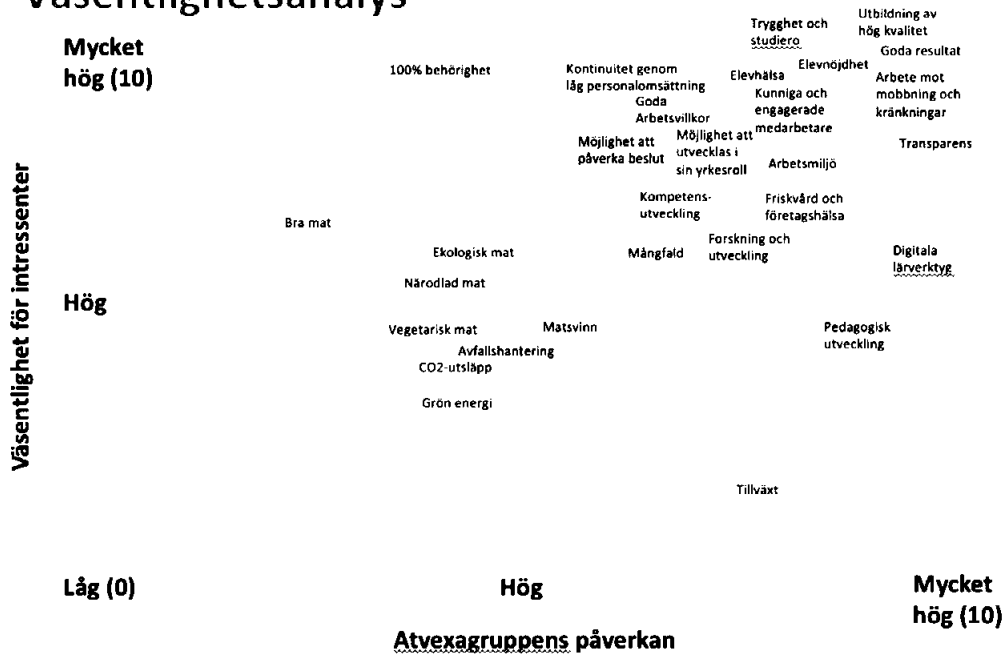 Väsentlighetsanalys
Mycket
hög (10)
100% behörighet
Kontinuitet genom
låg personalomsättning
Goda
Arbetsvillkor
Möjlighet att
påverka beslut
Möjlighet att
utvecklas i
sin yrkesroll
Trygghet och
studiero
Utbildning av
hög kvalitet
Goda resultat
Elevnöjdhet
Elevhälsa
Kunniga och
engagerade
medarbetare
Arbete mot
mobbning och
kränkningar
Transparens
Arbetsmiljö
Kompetens-
utveckling
Friskvård och
företagshälsa
Bra mat
Ekologisk mat
Mångfald
Forskning och
utveckling
Digitala
lärverktyg
Närodlad mat
Hög
Vegetarisk mat
Matsvinn
Pedagogisk
utveckling
Avfallshantering
CO2-utsläpp
Grön energi
Tillväxt
Väsentlighet för intressenter
Låg (0)
Hög
Mycket
hög (10)
Atvexagruppens påverkan